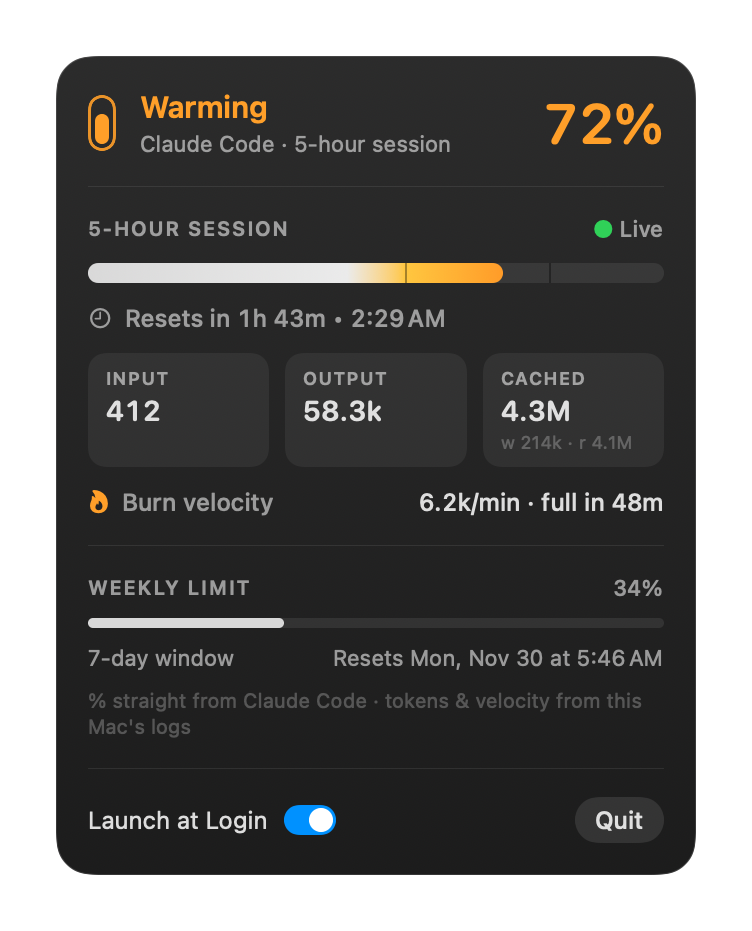 Warming
72%
Claude Code · 5-hour session
5-HOUR SESSION
Live
Resets in 1h 43m • 2:29 AM
INPUT
412
OUTPUT
58.3k
CACHED
4.3M
w 214k · r 4.1M
Burn velocity
6.2k/min · full in 48m
WEEKLY LIMIT
34%
7-day window
Resets Mon, Nov 30 at 5:46 AM
% straight from Claude Code · tokens & velocity from this
Mac's logs
Launch at Login
Quit